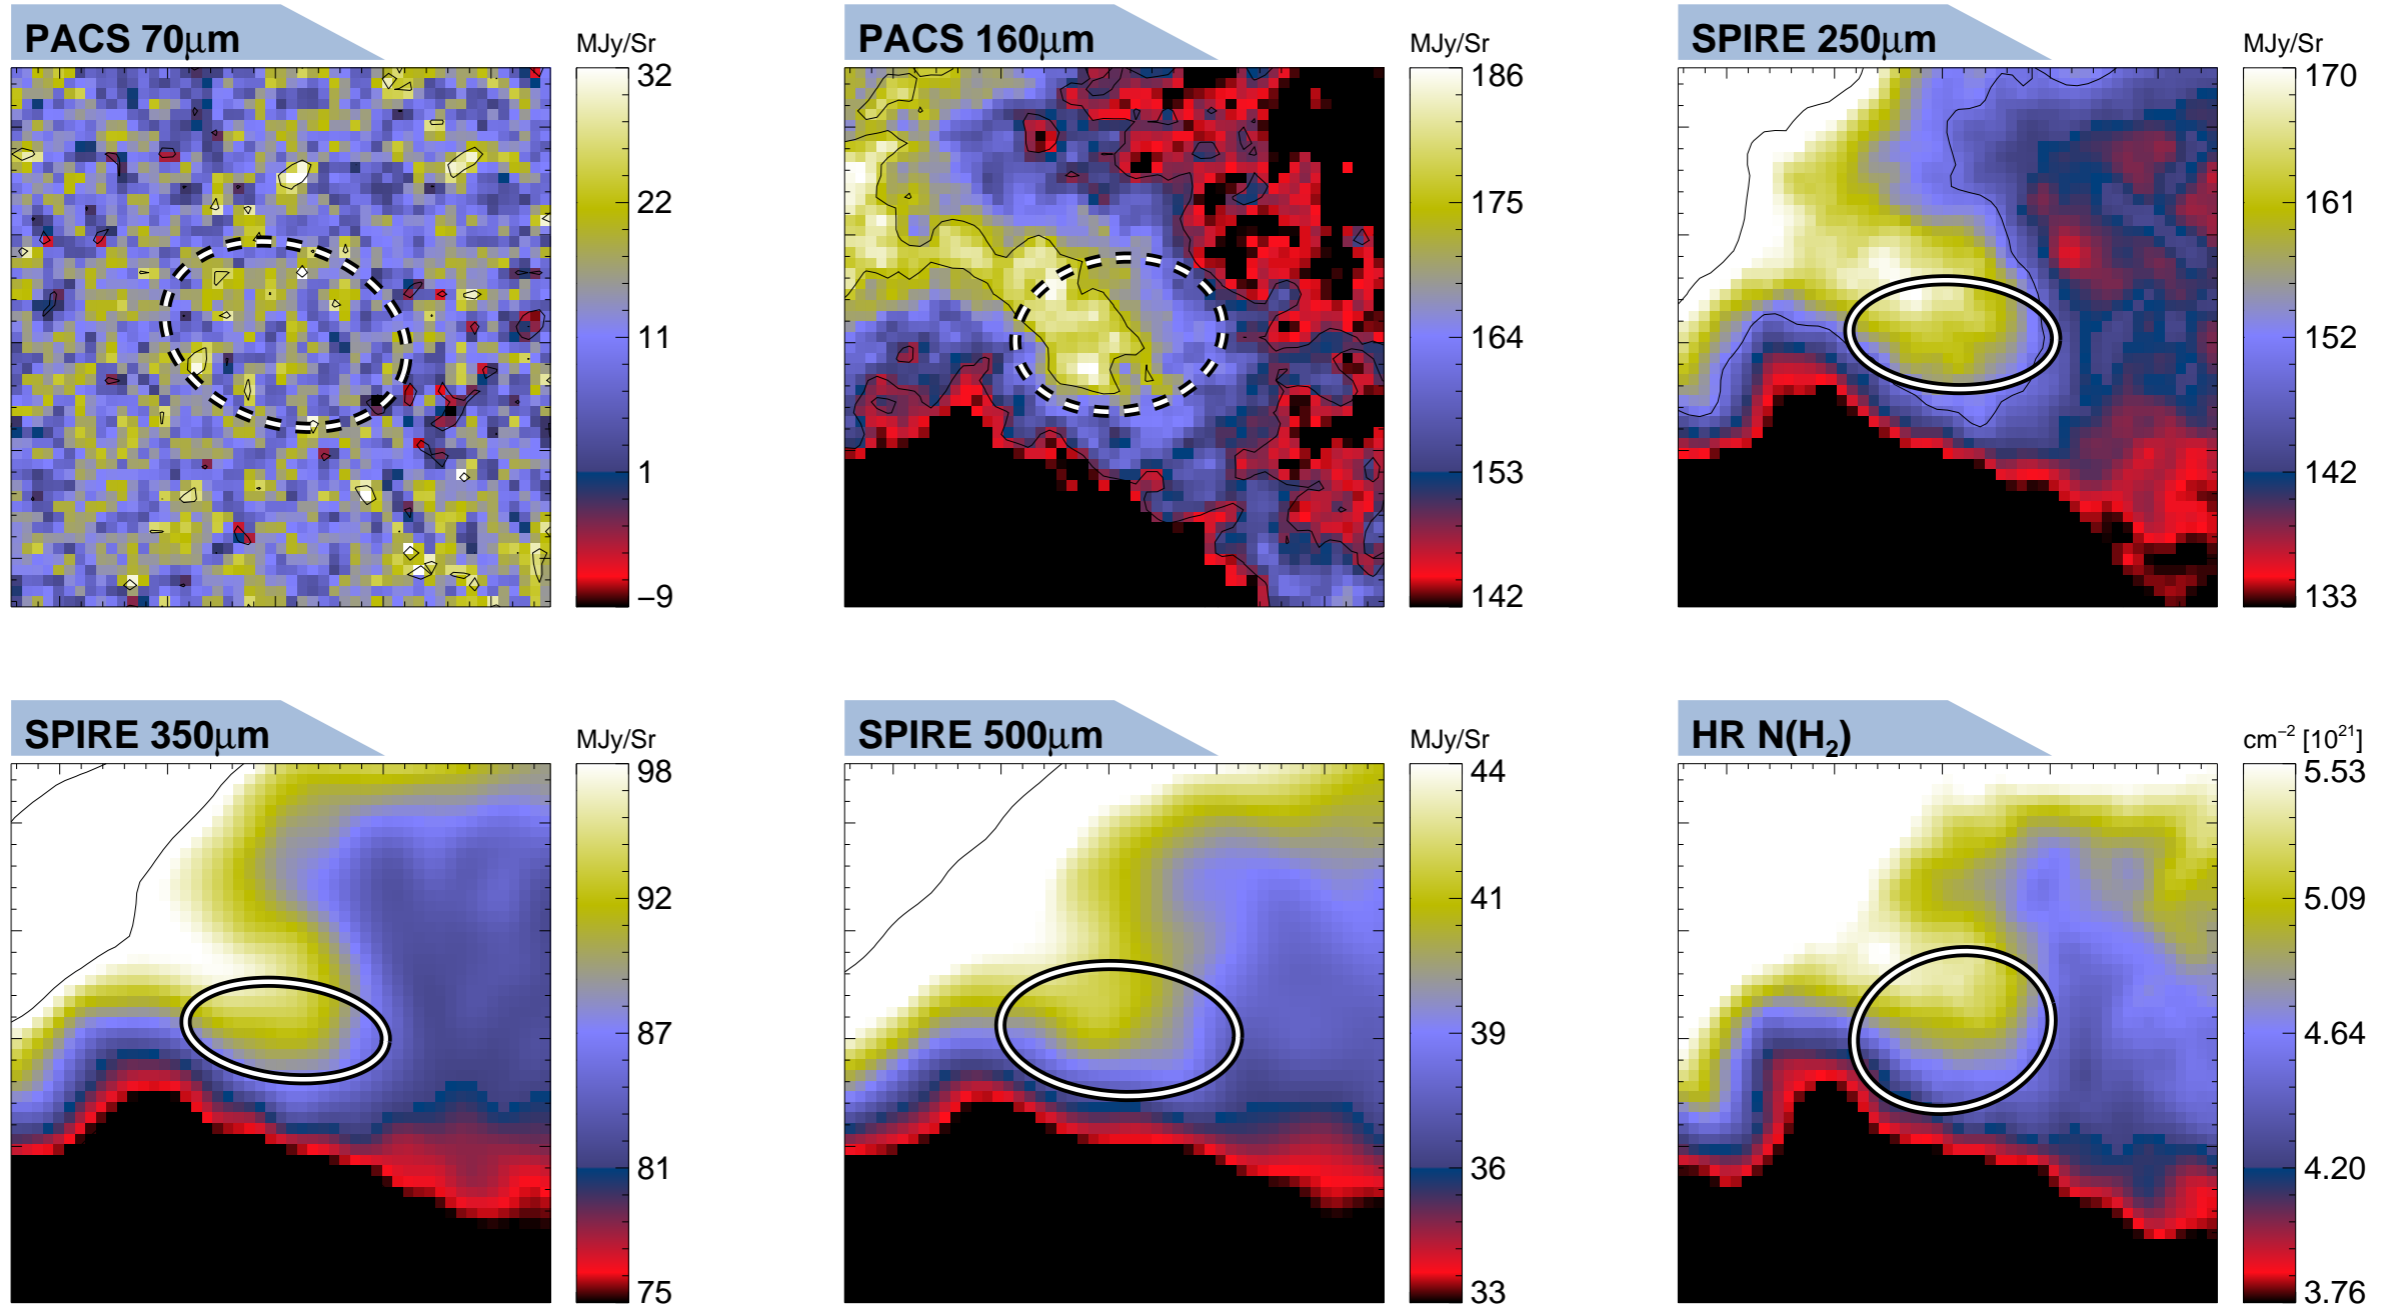 PACS 70μm
MJy/Sr
32
22
11
1
−9
PACS 160μm
MJy/Sr
186
175
164
153
142
SPIRE 250μm
MJy/Sr
170
161
152
142
133
SPIRE 350μm
MJy/Sr
98
92
87
81
75
SPIRE 500μm
MJy/Sr
44
41
39
36
33
HR N(H₂)
cm⁻² [10²¹]
5.53
5.09
4.64
4.20
3.76